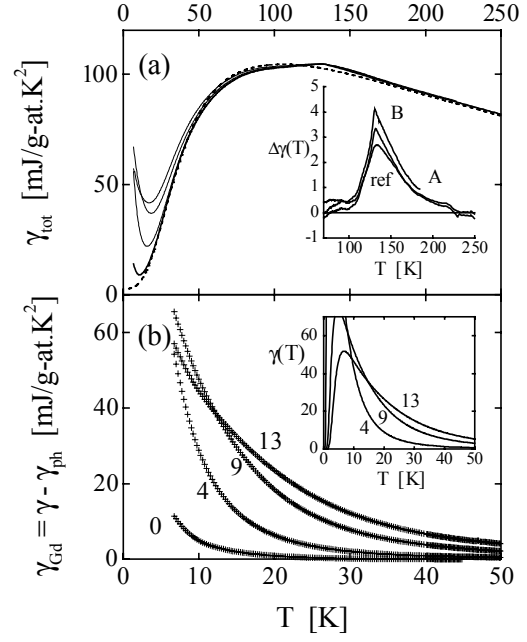 0 50 100 150 200 250
(a)
γtot [mJ/g-at.K²]
100
50
0
Δγ(T)
5
4
3
2
1
0
-1
B
A
ref
100 150 200 250
T [K]
(b)
γGd = γ - γph [mJ/g-at.K²]
60
40
20
0
13
9
4
0
γ(T)
60
40
20
0
13
9
4
0 10 20 30 40 50
T [K]
0 10 20 30 40 50
T [K]